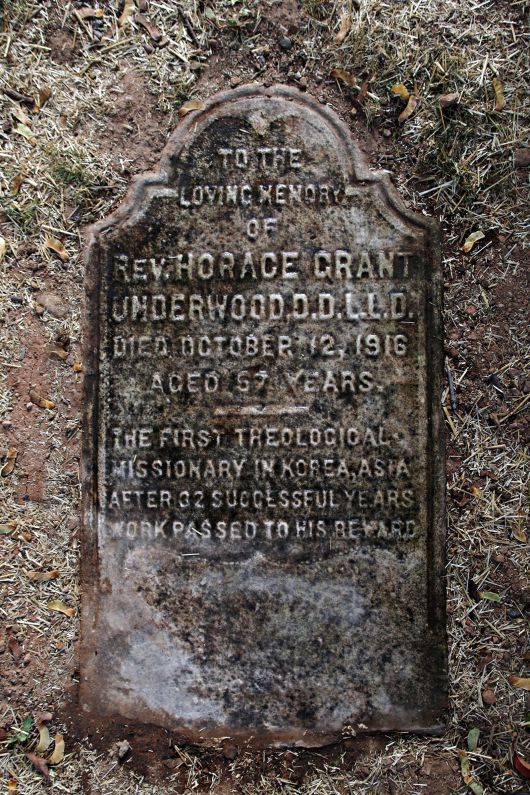 TO THE
LOVING MEMORY
OF
REV. HORACE GRANT
UNDERWOOD.D.D.L.L.D.
DIED OCTOBER 12, 1916
AGED 57 YEARS.
THE FIRST THEOLOGICAL
MISSIONARY IN KOREA, ASIA
AFTER 32 SUCCESSFUL YEARS
WORK PASSED TO HIS REWARD